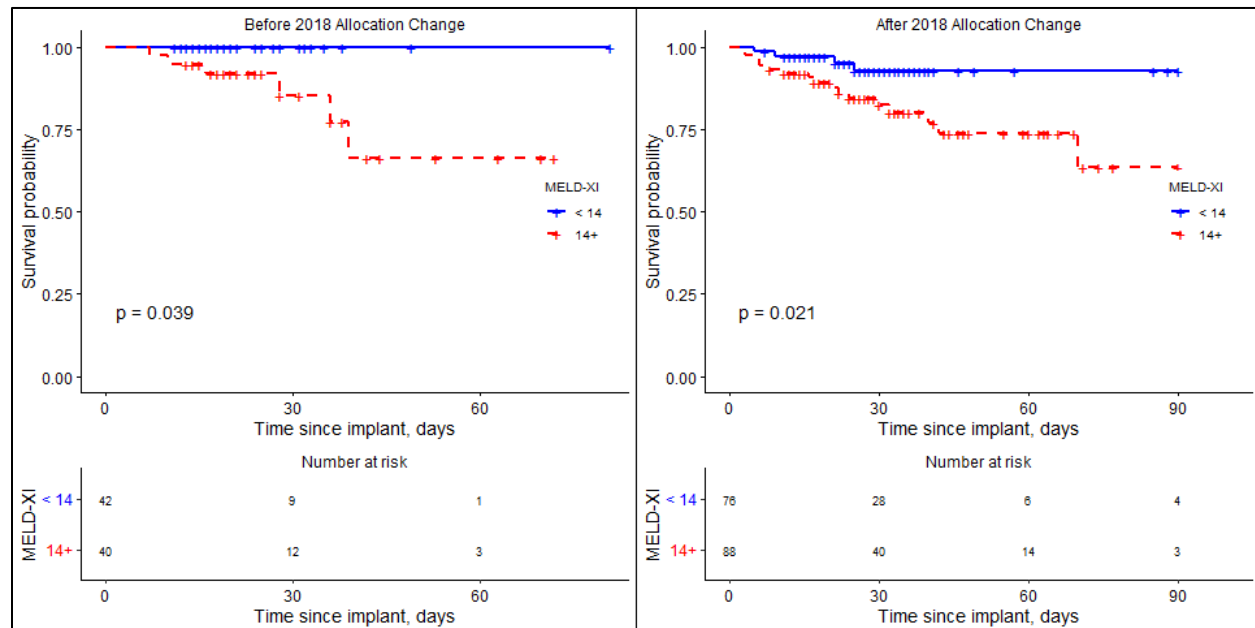 Before 2018 Allocation Change
1.00
0.75
0.50
0.25
0.00
Survival probability
MELD-XI
< 14
14+
p = 0.039
0 30 60
Time since implant, days
Number at risk
MELD-XI
< 14 42 9 1
14+ 40 12 3
0 30 60
Time since implant, days
After 2018 Allocation Change
1.00
0.75
0.50
0.25
0.00
Survival probability
MELD-XI
< 14
14+
p = 0.021
0 30 60 90
Time since implant, days
Number at risk
MELD-XI
< 14 76 28 6 4
14+ 88 40 14 3
0 30 60 90
Time since implant, days